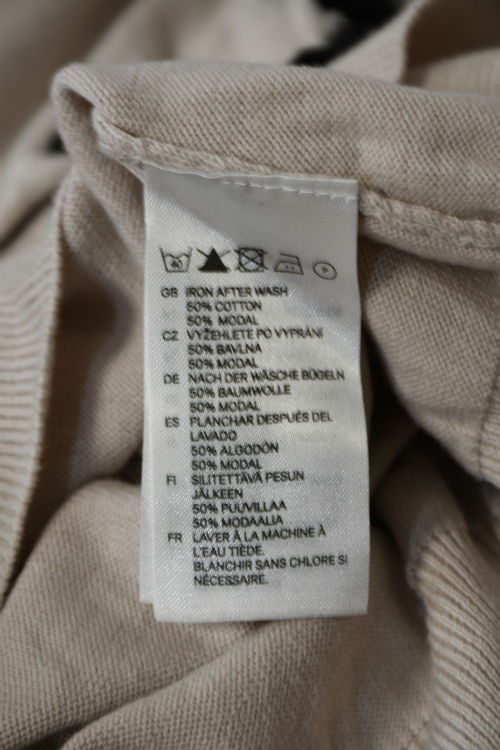 40
GB IRON AFTER WASH
50% COTTON
50% MODAL
CZ VYŽEHLETE PO VYPRÁNÍ
50% BAVLNA
50% MODAL
DE NACH DER WÄSCHE BÜGELN
50% BAUMWOLLE
50% MODAL
ES PLANCHAR DESPUÉS DEL
LAVADO
50% ALGODÓN
50% MODAL
FI SILITETTÄVÄ PESUN
JÄLKEEN
50% PUUVILLAA
50% MODAALIA
FR LAVER À LA MACHINE À
L'EAU TIÈDE.
BLANCHIR SANS CHLORE SI
NÉCESSAIRE.